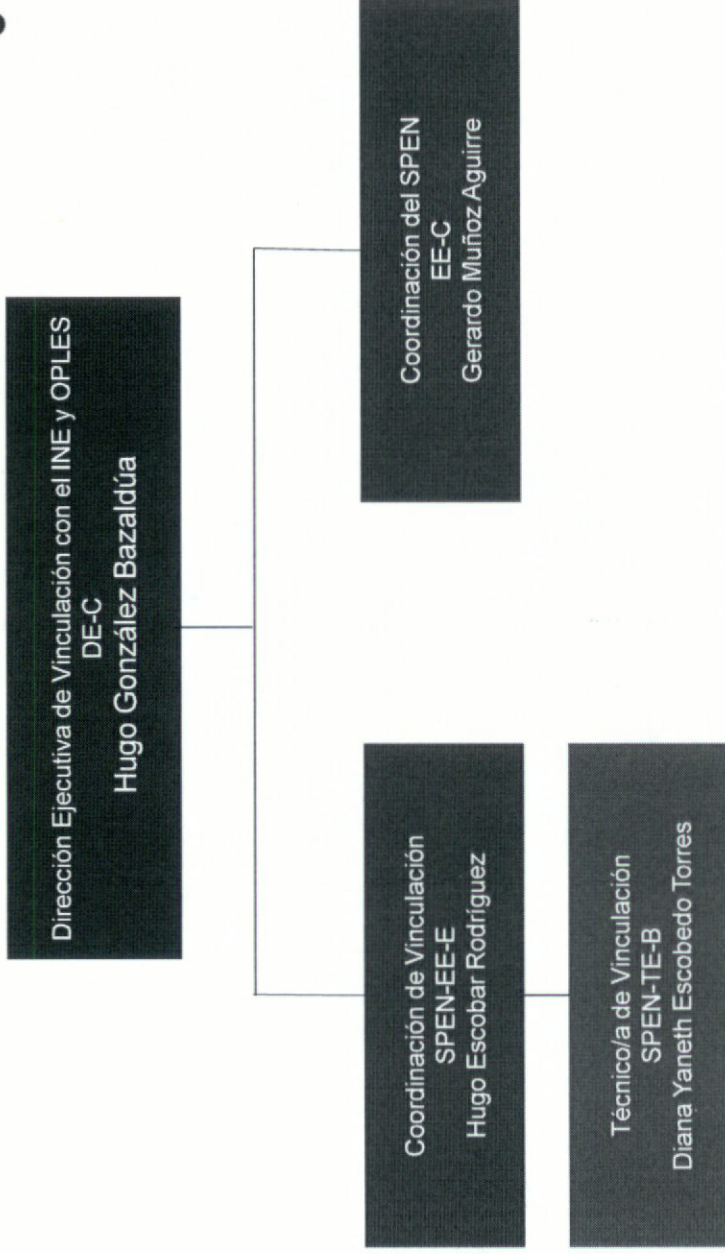 Dirección Ejecutiva de Vinculación con el INE y OPLES
DE-C
Hugo González Bazaldúa
Coordinación de Vinculación
SPEN-EE-E
Hugo Escobar Rodríguez
Coordinación del SPEN
EE-C
Gerardo Muñoz Aguirre
Técnico/a de Vinculación
SPEN-TE-B
Diana Yaneth Escobedo Torres